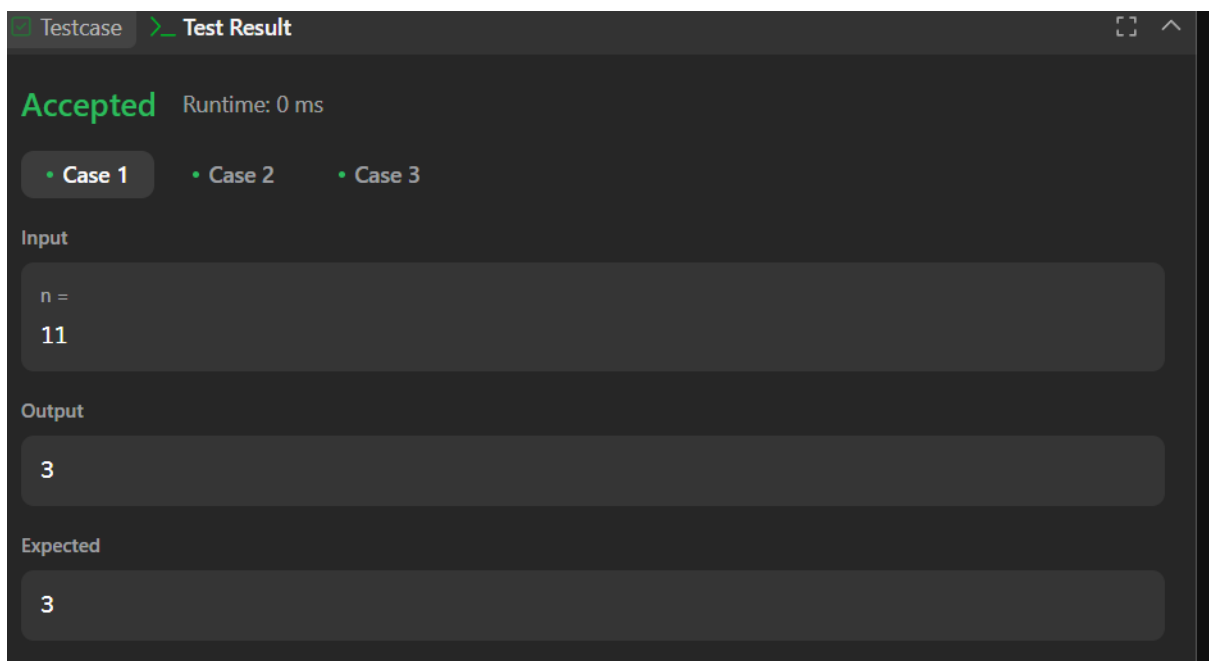 Testcase >_ Test Result
Accepted Runtime: 0 ms
• Case 1 • Case 2 • Case 3
Input
n =
11
Output
3
Expected
3